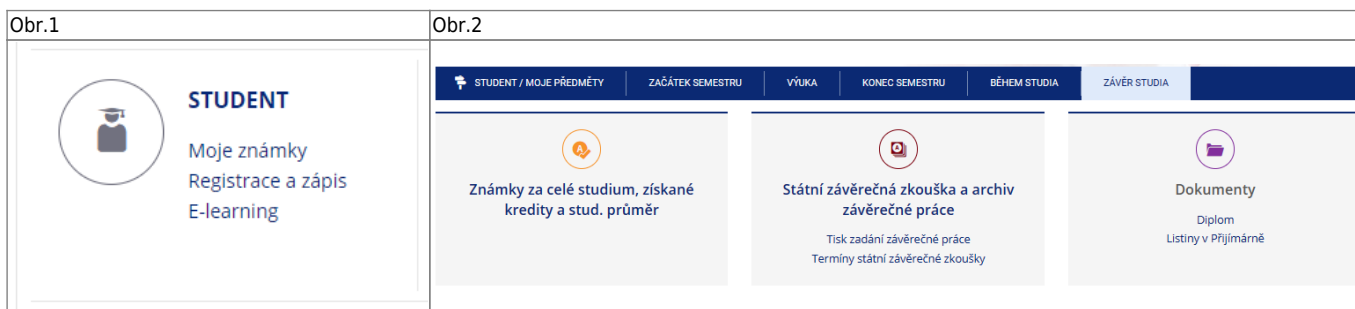 Obr.1
Obr.2
STUDENT
Moje známky
Registrace a zápis
E-learning
STUDENT / MOJE PŘEDMĚTY
ZAČÁTEK SEMESTRU
VÝUKA
KONEC SEMESTRU
BĚHEM STUDIA
ZÁVĚR STUDIA
Známky za celé studium, získané
kredity a stud. průměr
Státní závěrečná zkouška a archiv
závěrečné práce
Tisk zadání závěrečné práce
Termíny státní závěrečné zkoušky
Dokumenty
Diplom
Listiny v Přijímárně